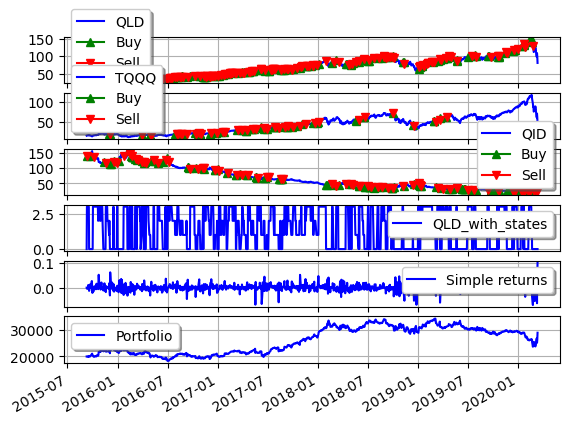 QLD
Buy
Sell
150
100
50
TQQQ
Buy
Sell
100
50
QID
Buy
Sell
150
100
50
QLD_with_states
2.5
0.0
Simple returns
0.1
0.0
Portfolio
30000
20000
2015-07
2016-01
2016-07
2017-01
2017-07
2018-01
2018-07
2019-01
2019-07
2020-01